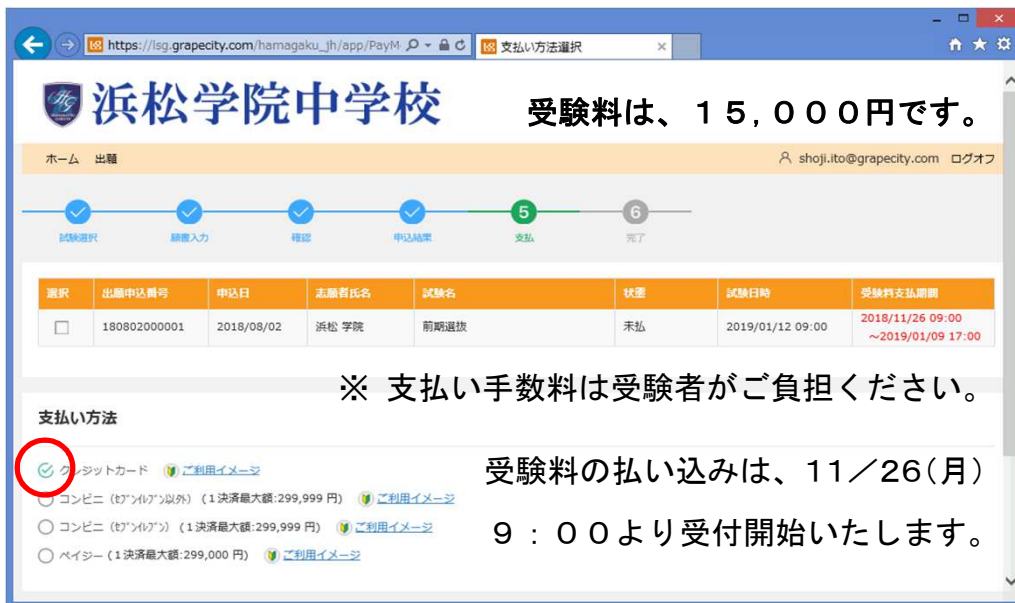 https://lsg.grapecity.com/hamagaku_jh/app/PayM
支払い方法選択
浜松学院中学校
受験料は、１５,０００円です。
ホーム 出願
shoji.ito@grapecity.com ログオフ
5
6
試験選択 願書入力 確認 申込結果 支払 完了
選択 出願申込番号 申込日 志願者氏名 試験名 状態 試験日時 受験料支払期間
180802000001 2018/08/02 浜松 学院 前期選抜 未払 2019/01/12 09:00 2018/11/26 09:00
～2019/01/09 17:00
※ 支払い手数料は受験者がご負担ください。
支払い方法
クレジットカード ご利用イメージ
受験料の払い込みは、11／26(月)
コンビニ（ｾﾌﾞﾝｲﾚﾌﾞﾝ以外）(１決済最大額:299,999 円) ご利用イメージ
コンビニ（ｾﾌﾞﾝｲﾚﾌﾞﾝ）(１決済最大額:299,999 円) ご利用イメージ
９：００より受付開始いたします。
ペイジー (１決済最大額:299,000 円) ご利用イメージ